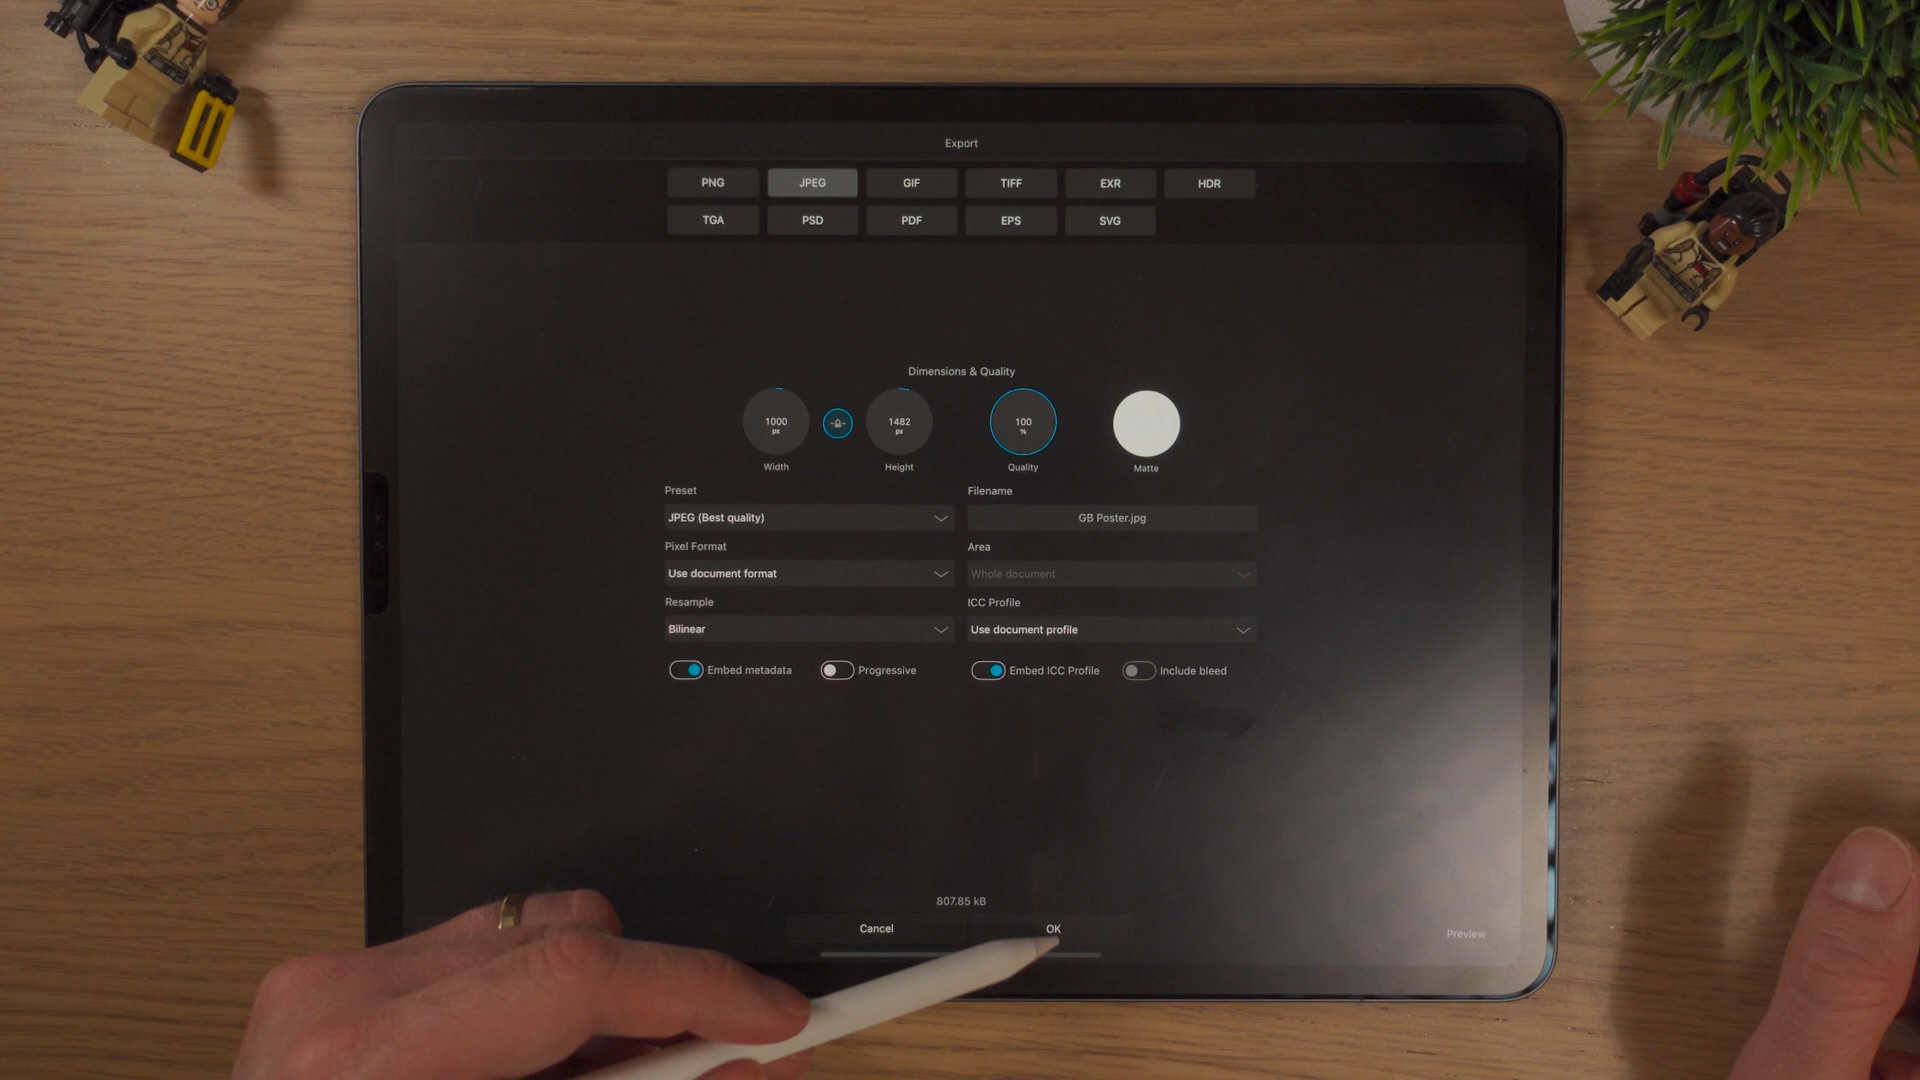 Export
PNG JPEG GIF TIFF EXR HDR
TGA PSD PDF EPS SVG
Dimensions & Quality
1000 px 1482 px 100 %
Width Height Quality Matte
Preset Filename
JPEG (Best quality) GB Poster.jpg
Pixel Format Area
Use document format Whole document
Resample ICC Profile
Bilinear Use document profile
Embed metadata Progressive Embed ICC Profile Include bleed
807.85 kB
Cancel OK
Preview